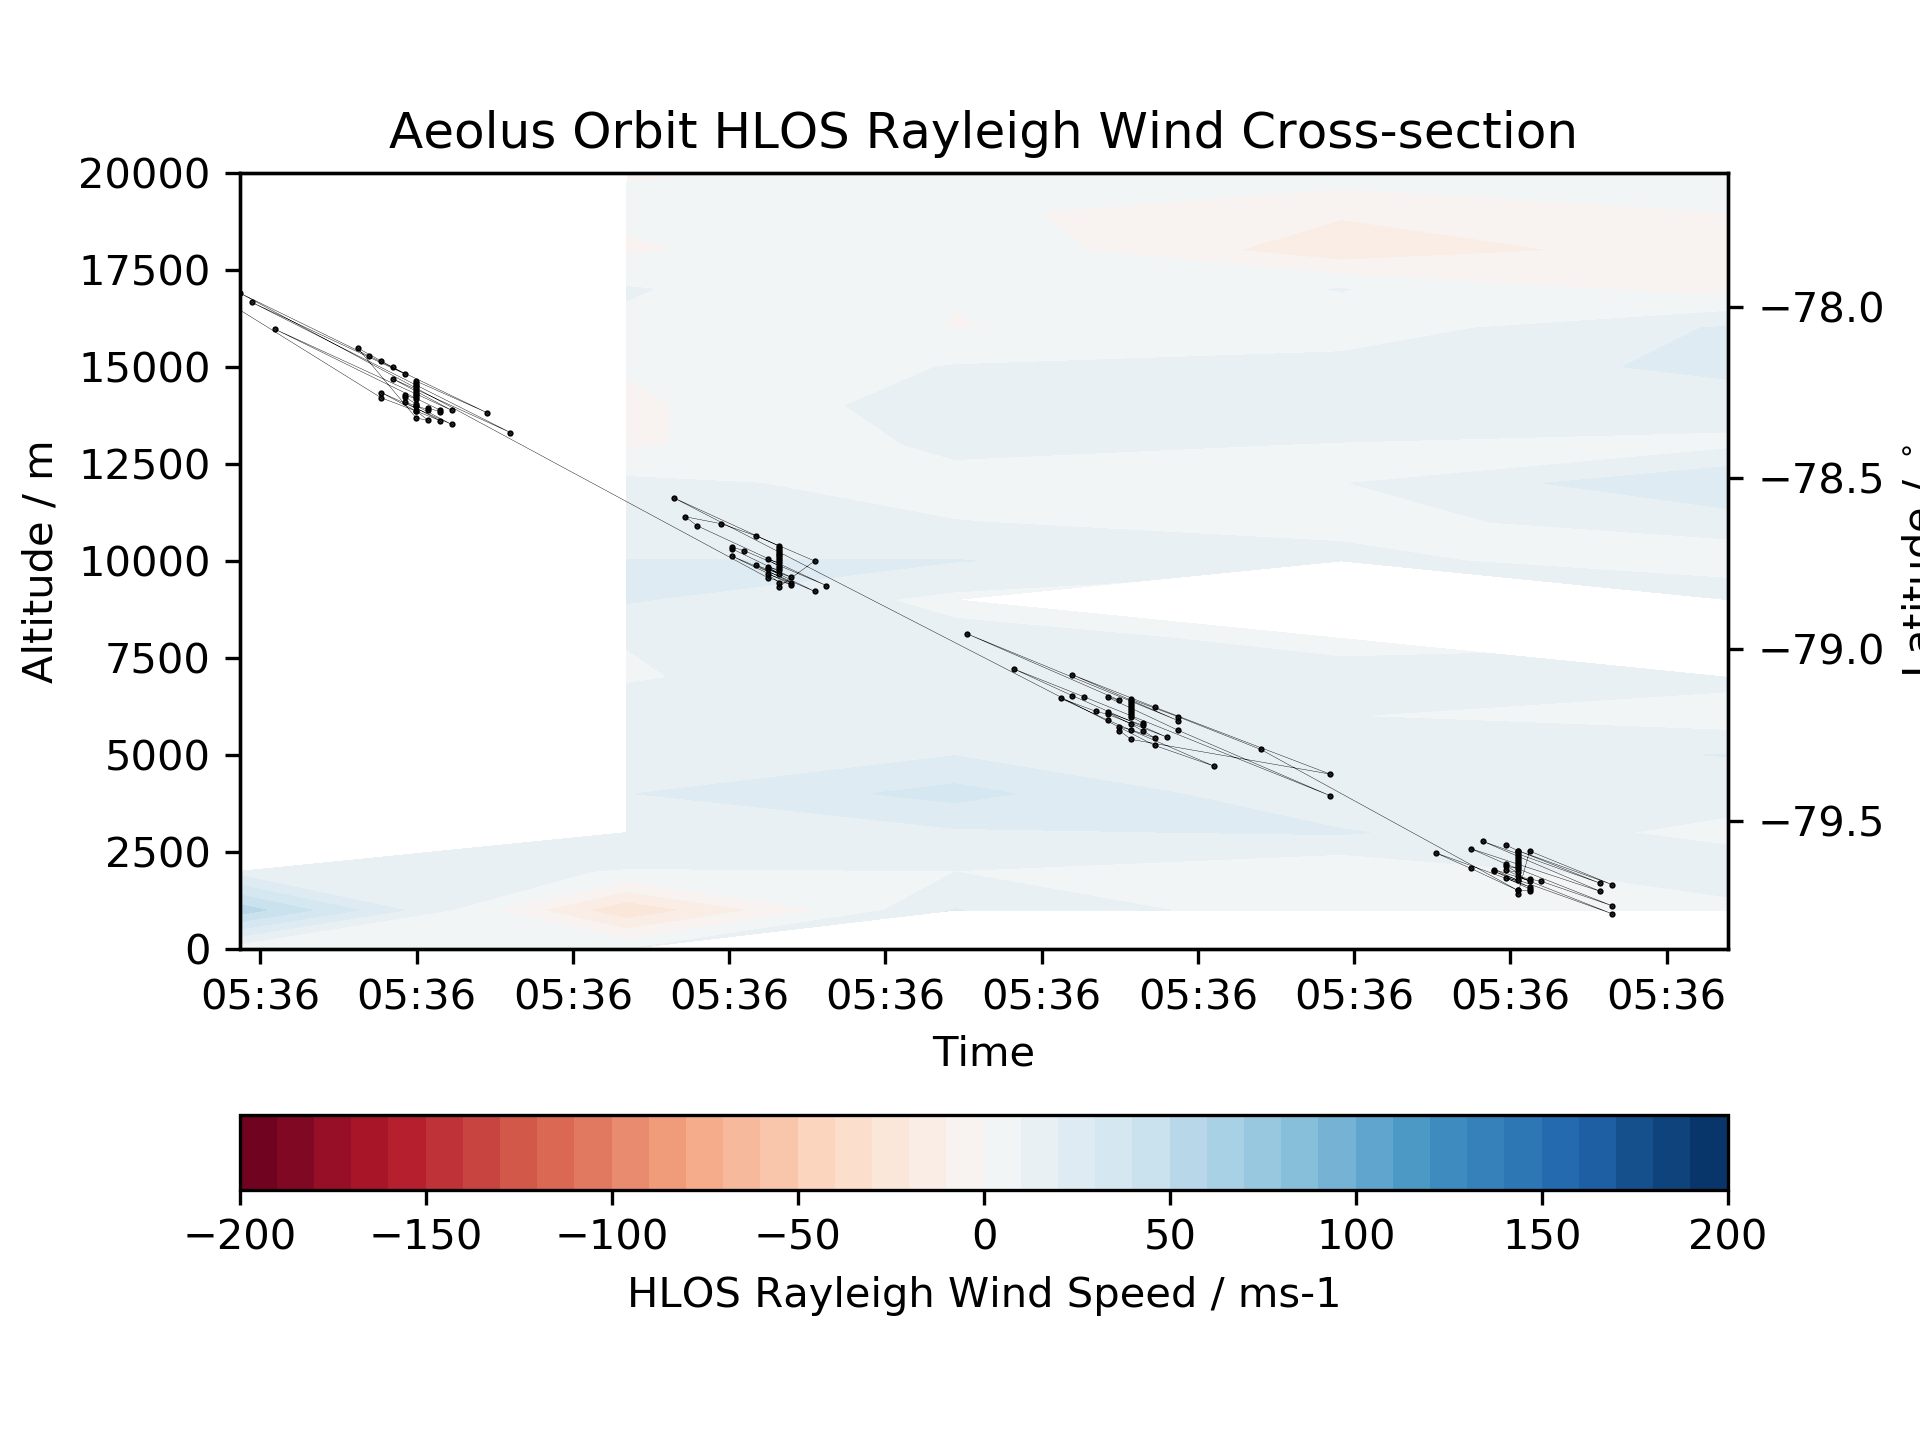 Aeolus Orbit HLOS Rayleigh Wind Cross-section
20000
17500
15000
12500
10000
7500
5000
2500
0
Altitude / m
−78.0
−78.5
−79.0
−79.5
Latitude / °
05:36 05:36 05:36 05:36 05:36 05:36 05:36 05:36 05:36 05:36
Time
−200 −150 −100 −50 0 50 100 150 200
HLOS Rayleigh Wind Speed / ms-1